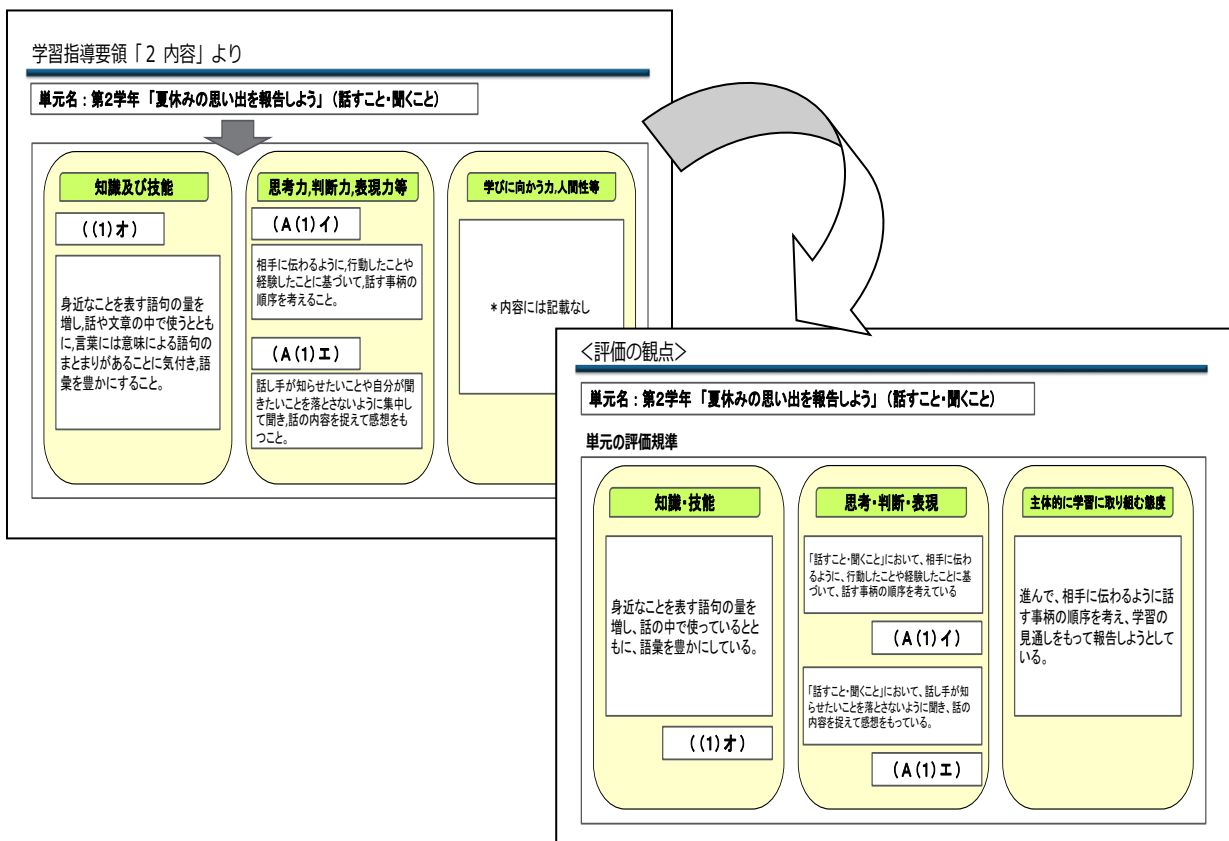 学習指導要領「2 内容」より
単元名：第2学年「夏休みの思い出を報告しよう」（話すこと・聞くこと）
知識及び技能
（(1)オ）
身近なことを表す語句の量を
増し,話や文章の中で使うととも
に,言葉には意味による語句の
まとまりがあることに気付き,語
彙を豊かにすること。
思考力,判断力,表現力等
（A(1)イ）
相手に伝わるように,行動したことや
経験したことに基づいて,話す事柄の
順序を考えること。
（A(1)エ）
話し手が知らせたいことや自分が聞
きたいことを落とさないように集中し
て聞き,話の内容を捉えて感想をも
つこと。
学びに向かう力,人間性等
＊内容には記載なし
＜評価の観点＞
単元名：第2学年「夏休みの思い出を報告しよう」（話すこと・聞くこと）
単元の評価規準
知識・技能
身近なことを表す語句の量を
増し、話の中で使っているとと
もに、語彙を豊かにしている。
（(1)オ）
思考・判断・表現
「話すこと・聞くこと」において、相手に伝わ
るように、行動したことや経験したことに基
づいて、話す事柄の順序を考えている
（A(1)イ）
「話すこと・聞くこと」において、話し手が知
らせたいことを落とさないように聞き、話の
内容を捉えて感想をもっている。
（A(1)エ）
主体的に学習に取り組む態度
進んで、相手に伝わるように話
す事柄の順序を考え、学習の
見通しをもって報告しようとして
いる。